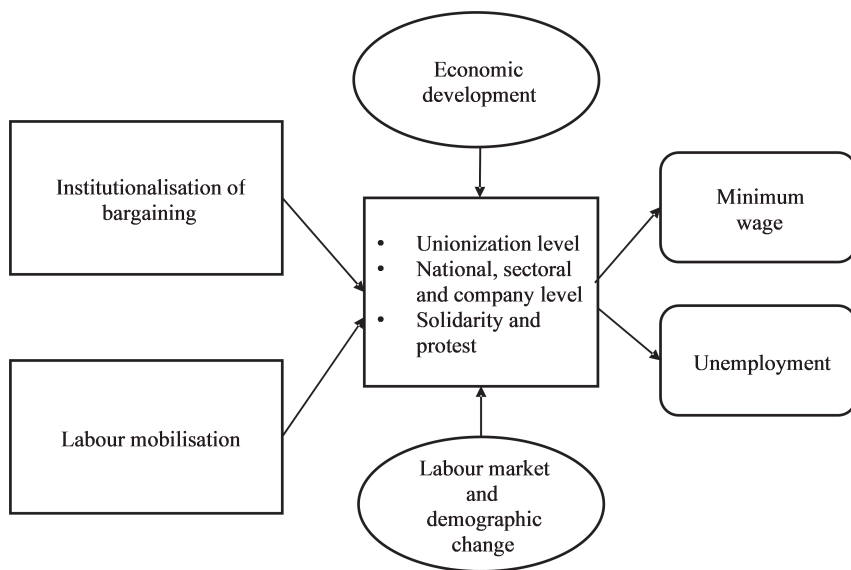 Economic
development
Institutionalisation of
bargaining
Minimum
wage
• Unionization level
• National, sectoral
and company level
• Solidarity and
protest
Unemployment
Labour mobilisation
Labour market
and
demographic
change